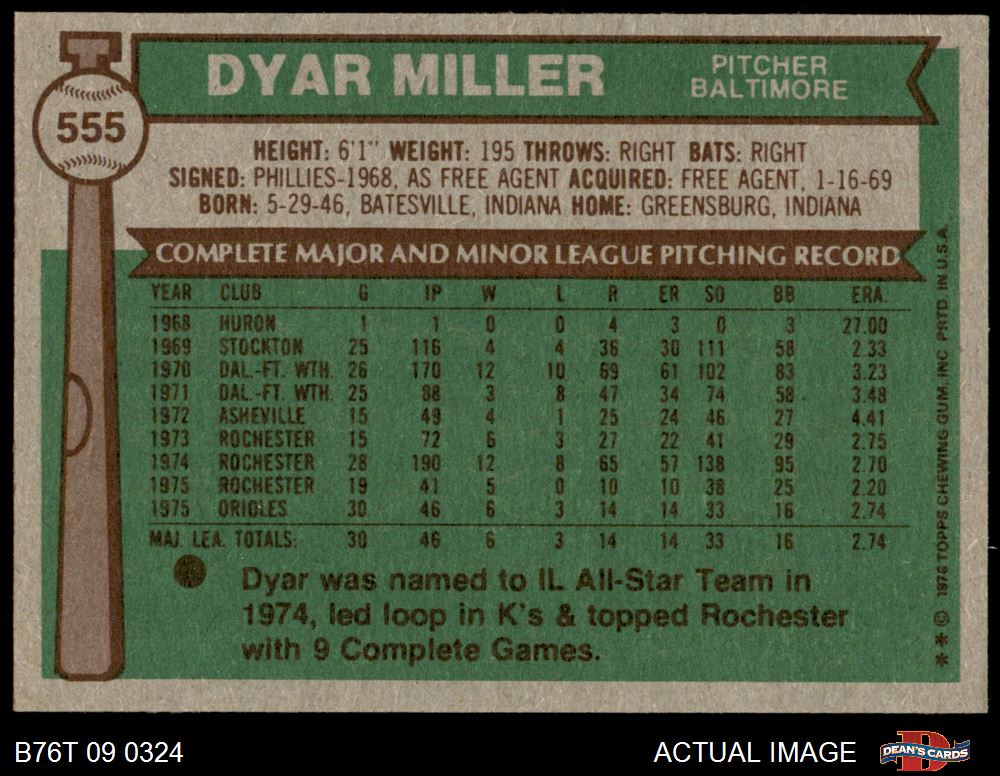 DYAR MILLER
PITCHER
BALTIMORE
555
HEIGHT: 6'1" WEIGHT: 195 THROWS: RIGHT BATS: RIGHT
SIGNED: PHILLIES-1968, AS FREE AGENT ACQUIRED: FREE AGENT, 1-16-69
BORN: 5-29-46, BATESVILLE, INDIANA HOME: GREENSBURG, INDIANA
COMPLETE MAJOR AND MINOR LEAGUE PITCHING RECORD
YEAR CLUB G IP W L R ER SO BB ERA.
1968 HURON 1 1 0 0 4 3 0 3 27.00
1969 STOCKTON 25 116 4 4 36 30 111 58 2.33
1970 DAL.-FT. WTH. 26 170 12 10 69 61 102 83 3.23
1971 DAL.-FT. WTH. 25 88 3 8 47 34 74 58 3.48
1972 ASHEVILLE 15 49 4 1 25 24 46 27 4.41
1973 ROCHESTER 15 72 6 3 27 22 41 29 2.75
1974 ROCHESTER 28 190 12 8 65 57 138 95 2.70
1975 ROCHESTER 19 41 5 0 10 10 38 25 2.20
1975 ORIOLES 30 46 6 3 14 14 33 16 2.74
MAJ. LEA. TOTALS: 30 46 6 3 14 14 33 16 2.74
Dyar was named to IL All-Star Team in
1974, led loop in K's & topped Rochester
with 9 Complete Games.
* * © 1976 TOPPS CHEWING GUM, INC. PRTD. IN U.S.A.
B76T 09 0324
ACTUAL IMAGE
D
DEAN'S CARDS